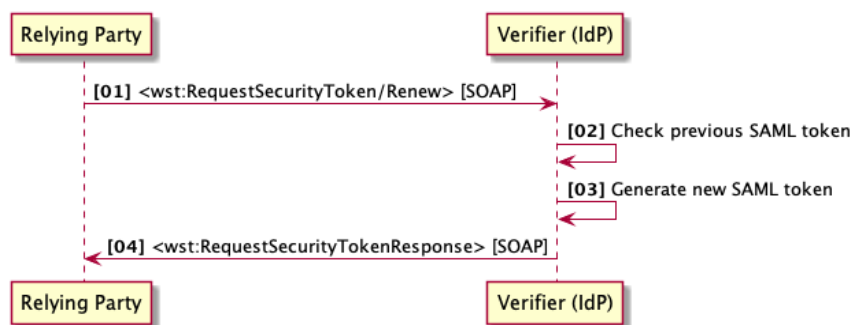 Relying Party
Verifier (IdP)
[01] <wst:RequestSecurityToken/Renew> [SOAP]
[02] Check previous SAML token
[03] Generate new SAML token
[04] <wst:RequestSecurityTokenResponse> [SOAP]
Relying Party
Verifier (IdP)